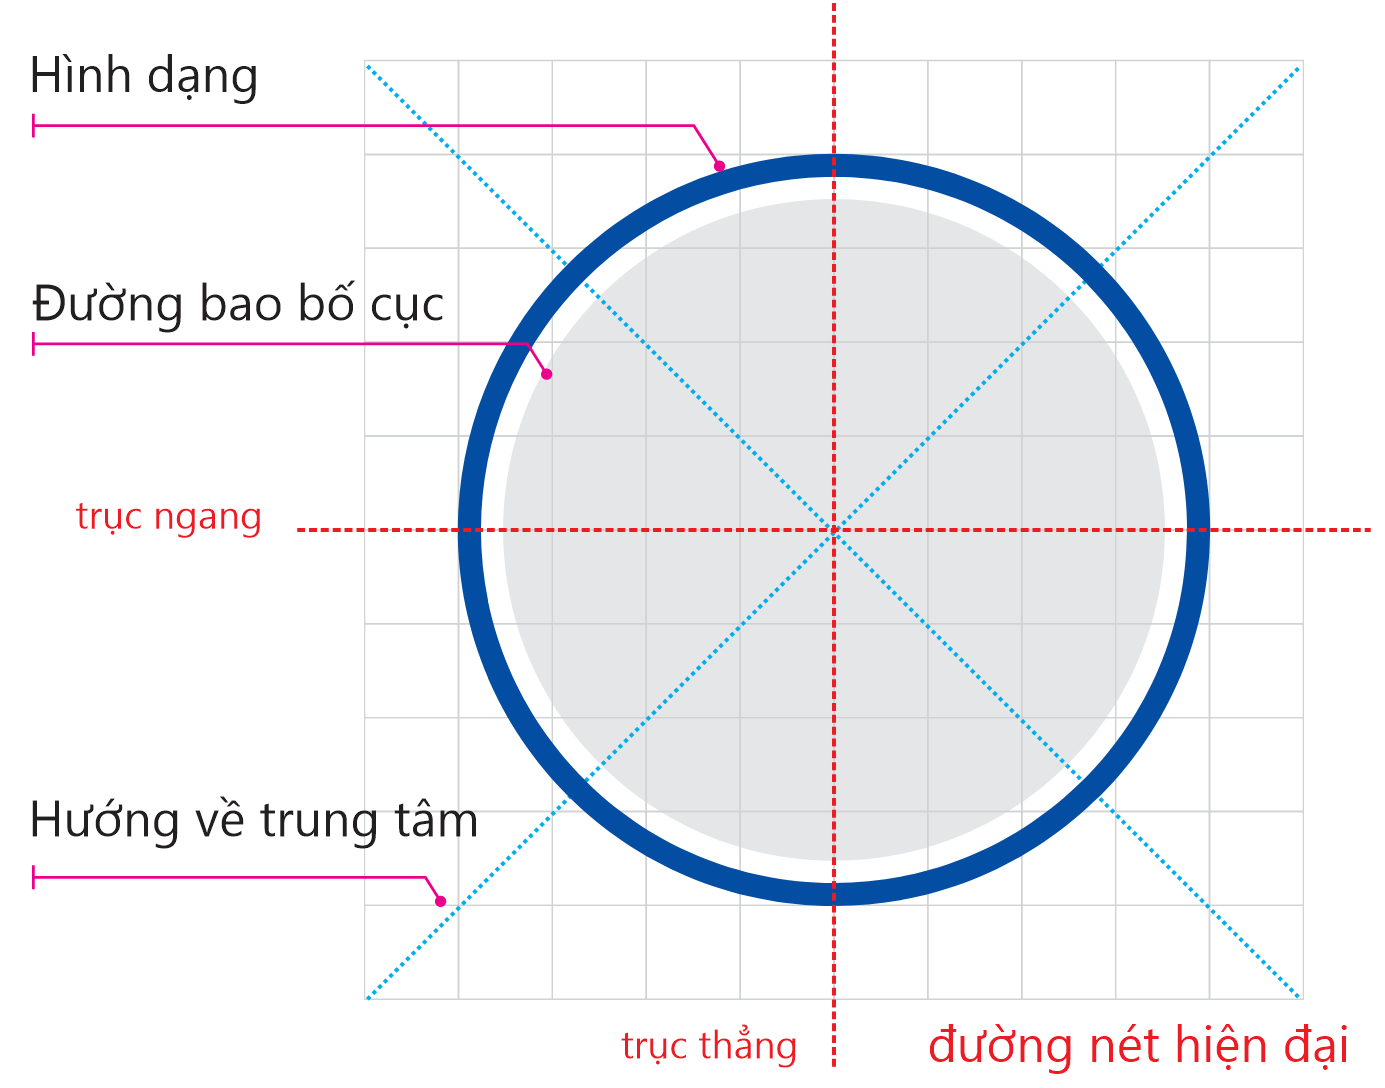 Hình dạng
Đường bao bố cục
trục ngang
Hướng về trung tâm
trục thẳng
đường nét hiện đại